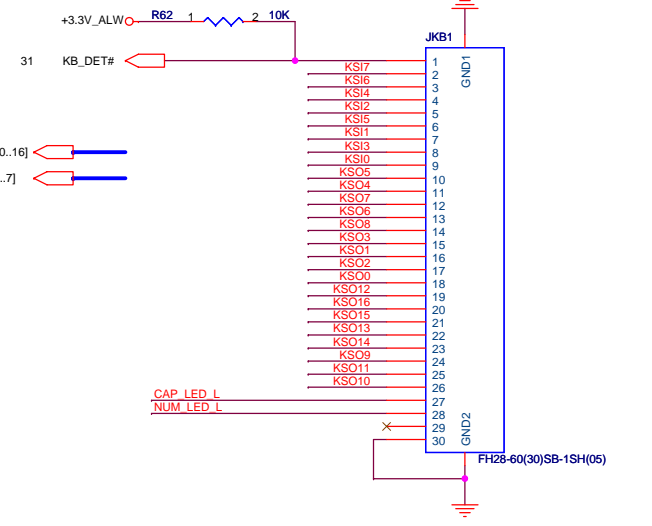 +3.3V_ALW R62 1 2 10K
JKB1
31 KB_DET#
1
GND1
KSI7 2
KSI6 3
KSI4 4
KSI2 5
KSI5 6
KSI1 7
0..16] KSI3 8
KSI0 9
..7] KSO5 10
KSO4 11
KSO7 12
KSO6 13
KSO8 14
KSO3 15
KSO1 16
KSO2 17
KSO0 18
KSO12 19
KSO16 20
KSO15 21
KSO13 22
KSO14 23
KSO9 24
KSO11 25
KSO10 26
CAP_LED_L 27
NUM_LED_L 28
29
30
GND2
FH28-60(30)SB-1SH(05)